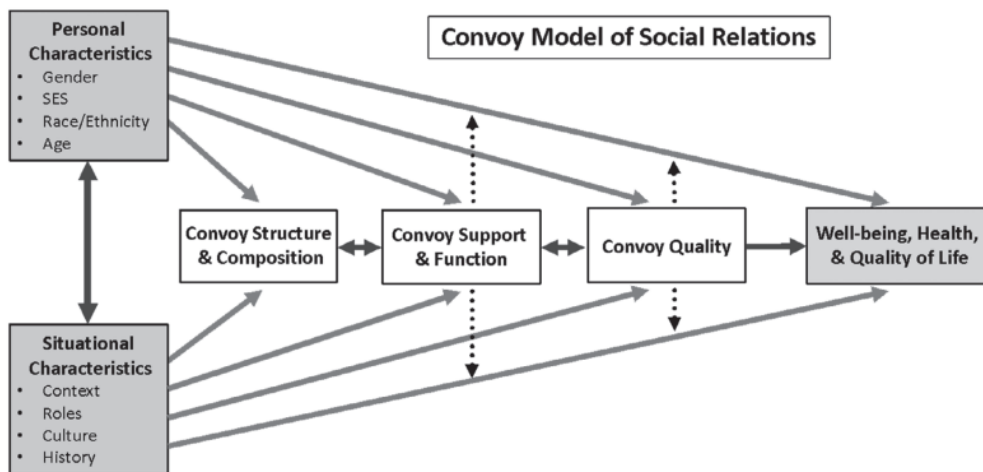 Convoy Model of Social Relations
Personal
Characteristics
• Gender
• SES
• Race/Ethnicity
• Age
Convoy Structure
& Composition
Convoy Support
& Function
Convoy Quality
Well-being, Health,
& Quality of Life
Situational
Characteristics
• Context
• Roles
• Culture
• History